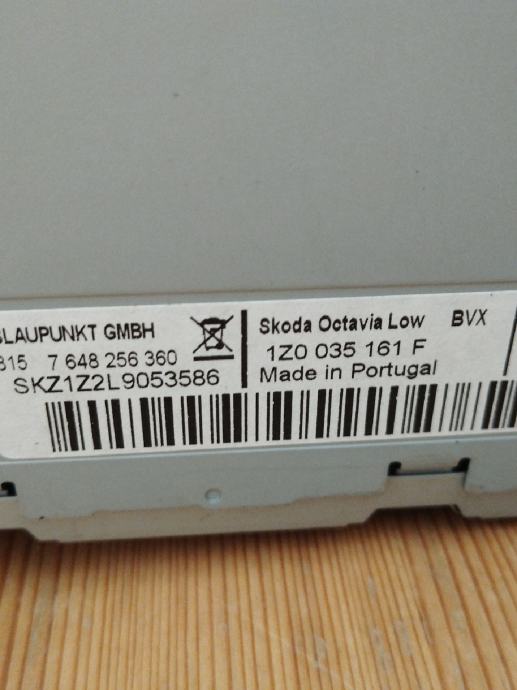 BLAUPUNKT GMBH
815 7 648 256 360
SKZ1Z2L9053586
Skoda Octavia Low BVX
1Z0 035 161 F
Made in Portugal